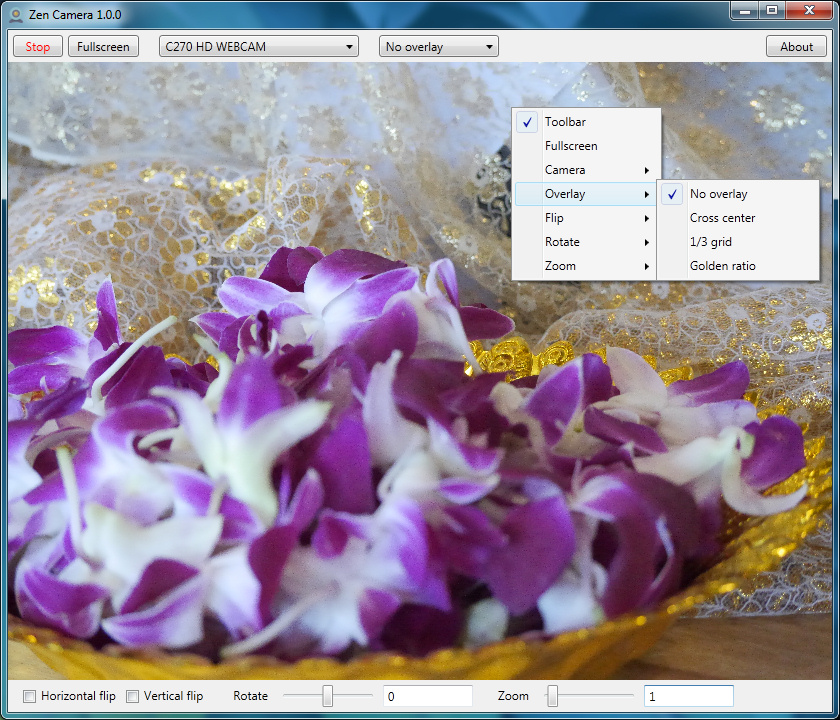 Zen Camera 1.0.0
Stop Fullscreen C270 HD WEBCAM No overlay About
Toolbar
Fullscreen
Camera
Overlay
Flip
Rotate
Zoom
No overlay
Cross center
1/3 grid
Golden ratio
Horizontal flip Vertical flip Rotate 0 Zoom 1